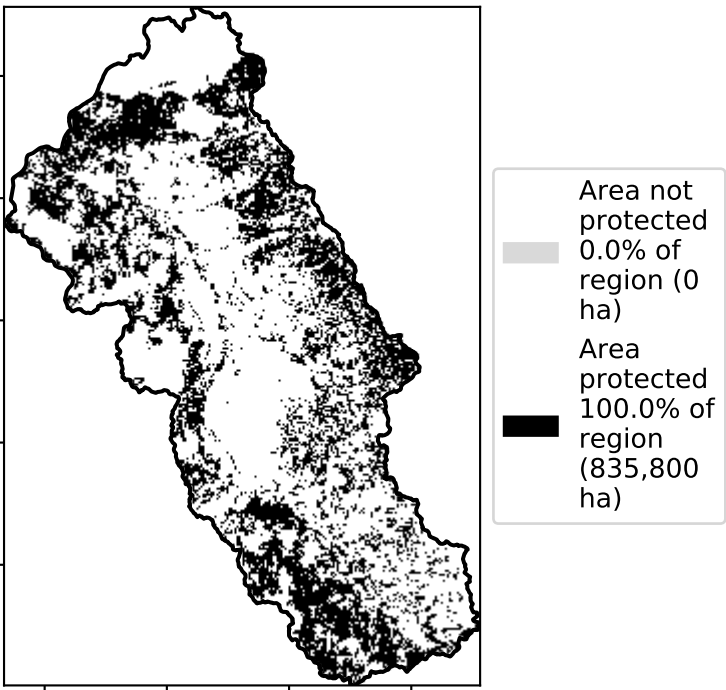 Area not
protected
0.0% of
region (0
ha)
Area
protected
100.0% of
region
(835,800
ha)